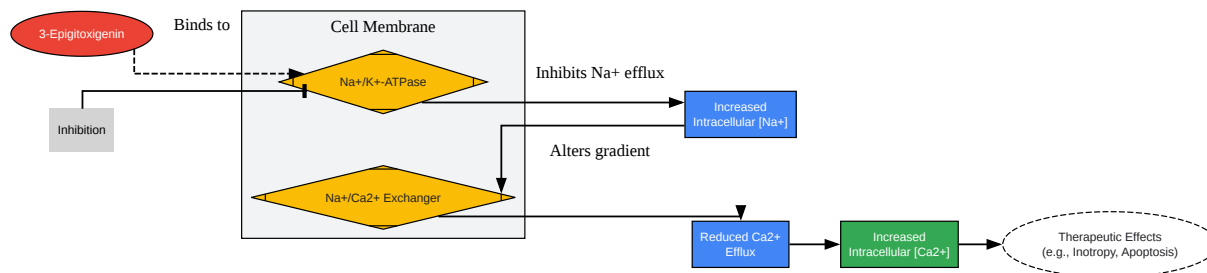 3-Epigitoxigenin
Binds to
Cell Membrane
Na+/K+-ATPase
Inhibits Na+ efflux
Inhibition
Increased
Intracellular [Na+]
Alters gradient
Na+/Ca2+ Exchanger
Reduced Ca2+
Efflux
Increased
Intracellular [Ca2+]
Therapeutic Effects
(e.g., Inotropy, Apoptosis)